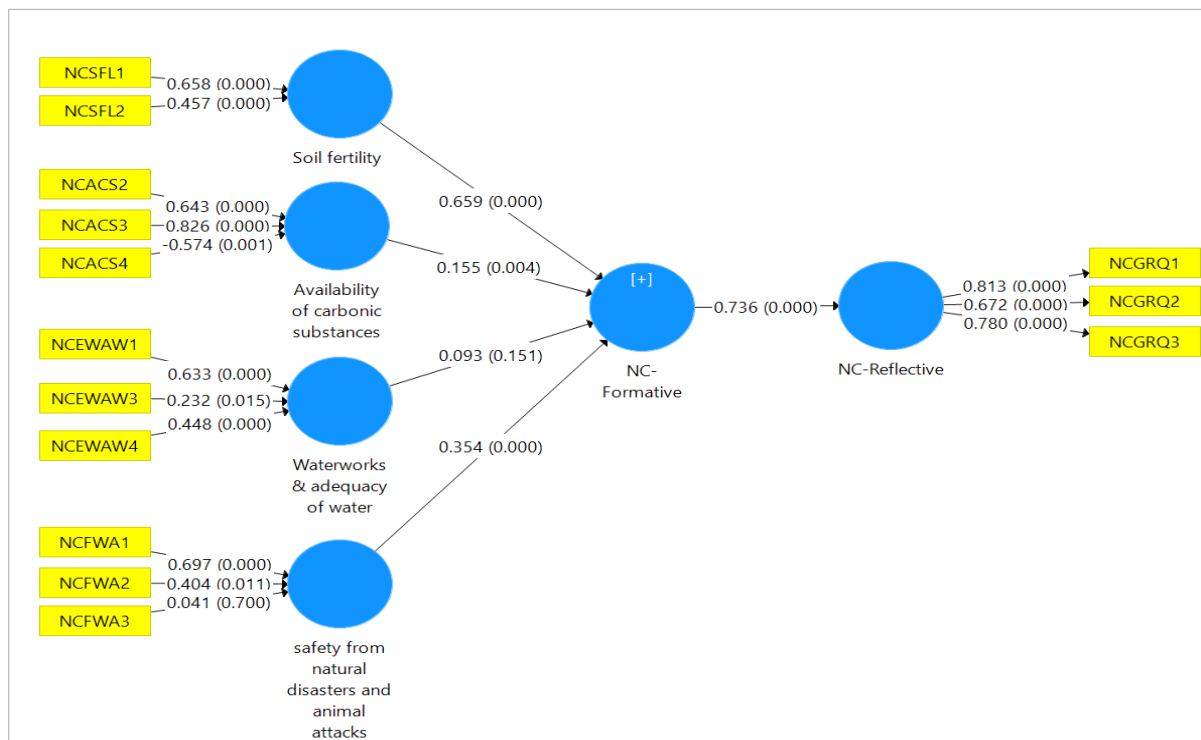 NCSFL1
0.658 (0.000)
NCSFL2
0.457 (0.000)
Soil fertility
NCACS2
0.643 (0.000)
NCACS3
0.826 (0.000)
NCACS4
-0.574 (0.001)
Availability
of carbonic
substances
NCEWAW1
0.633 (0.000)
NCEWAW3
0.232 (0.015)
NCEWAW4
0.448 (0.000)
Waterworks
& adequacy
of water
NCFWA1
0.697 (0.000)
NCFWA2
0.404 (0.011)
NCFWA3
0.041 (0.700)
safety from
natural
disasters and
animal
attacks
0.659 (0.000)
0.155 (0.004)
0.093 (0.151)
0.354 (0.000)
[+]
NC-
Formative
0.736 (0.000)
NC-Reflective
0.813 (0.000)
0.672 (0.000)
0.780 (0.000)
NCGRQ1
NCGRQ2
NCGRQ3